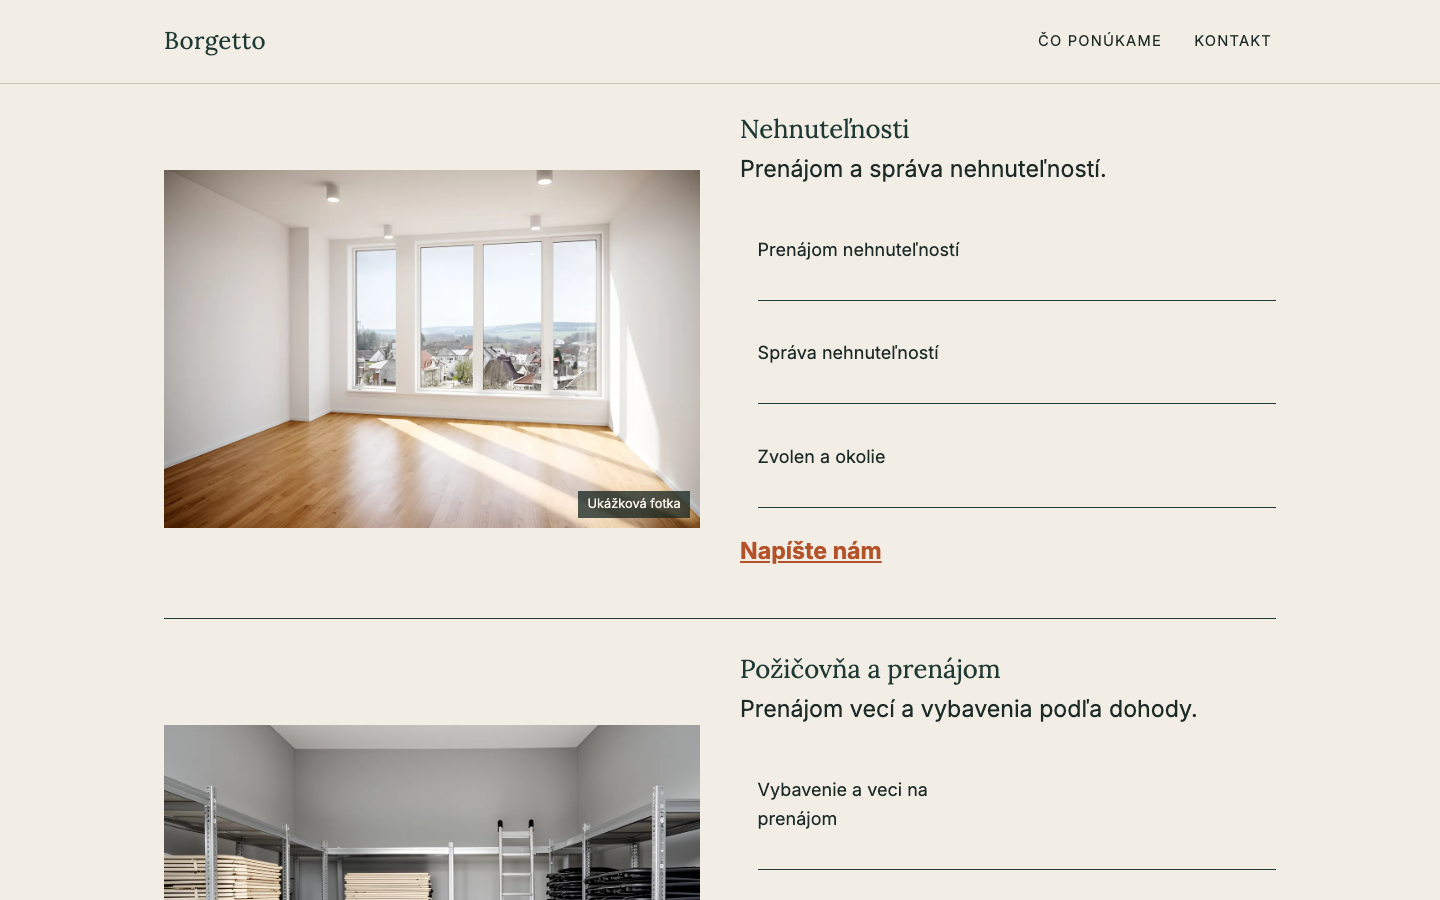 Borgetto
ČO PONÚKAME
KONTAKT
Nehnuteľnosti
Prenájom a správa nehnuteľností.
Prenájom nehnuteľností
Správa nehnuteľností
Zvolen a okolie
Ukážková fotka
Napíšte nám
Požičovňa a prenájom
Prenájom vecí a vybavenia podľa dohody.
Vybavenie a veci na
prenájom